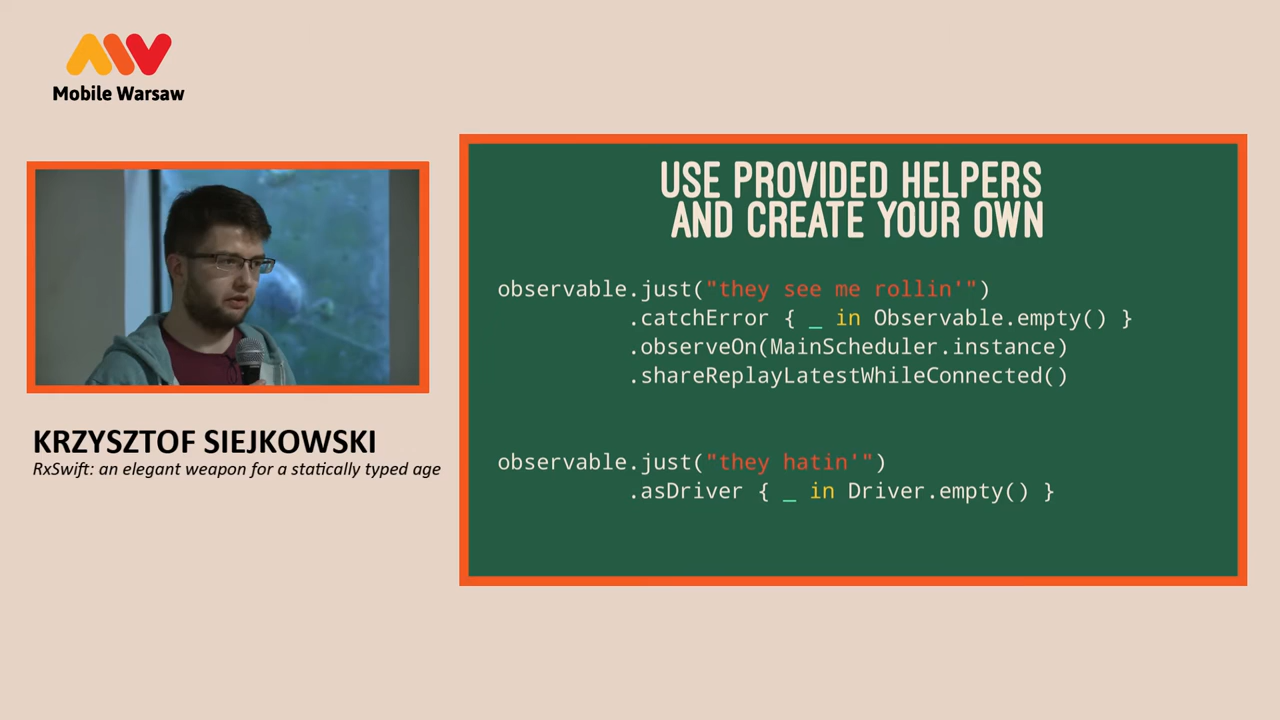 Mobile Warsaw
USE PROVIDED HELPERS
AND CREATE YOUR OWN
observable.just("they see me rollin'")
.catchError { _ in Observable.empty() }
.observeOn(MainScheduler.instance)
.shareReplayLatestWhileConnected()
observable.just("they hatin'")
.asDriver { _ in Driver.empty() }
KRZYSZTOF SIEJKOWSKI
RxSwift: an elegant weapon for a statically typed age